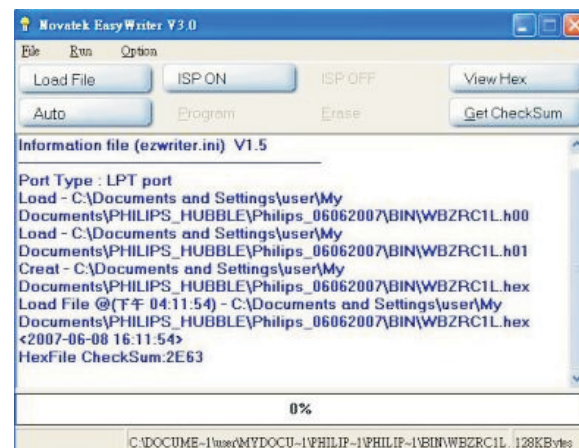 Novatek EasyWriter V3.0
File Run Option
Load File ISP ON ISP OFF View Hex
Auto Program Erase Get CheckSum
Information file (ezwriter.ini) V1.5
Port Type : LPT port
Load - C:\Documents and Settings\user\My
Documents\PHILIPS_HUBBLE\Philips_06062007\BIN\WBZRC1L.h00
Load - C:\Documents and Settings\user\My
Documents\PHILIPS_HUBBLE\Philips_06062007\BIN\WBZRC1L.h01
Creat - C:\Documents and Settings\user\My
Documents\PHILIPS_HUBBLE\Philips_06062007\BIN\WBZRC1L.hex
Load File @(下午 04:11:54) - C:\Documents and Settings\user\My
Documents\PHILIPS_HUBBLE\Philips_06062007\BIN\WBZRC1L.hex
<2007-06-08 16:11:54>
HexFile CheckSum:2E63
0%
C:\DOCUME~1\user\MYDOCU~1\PHILIP~1\PHILIP~1\BIN\WBZRC1L 128KBytes